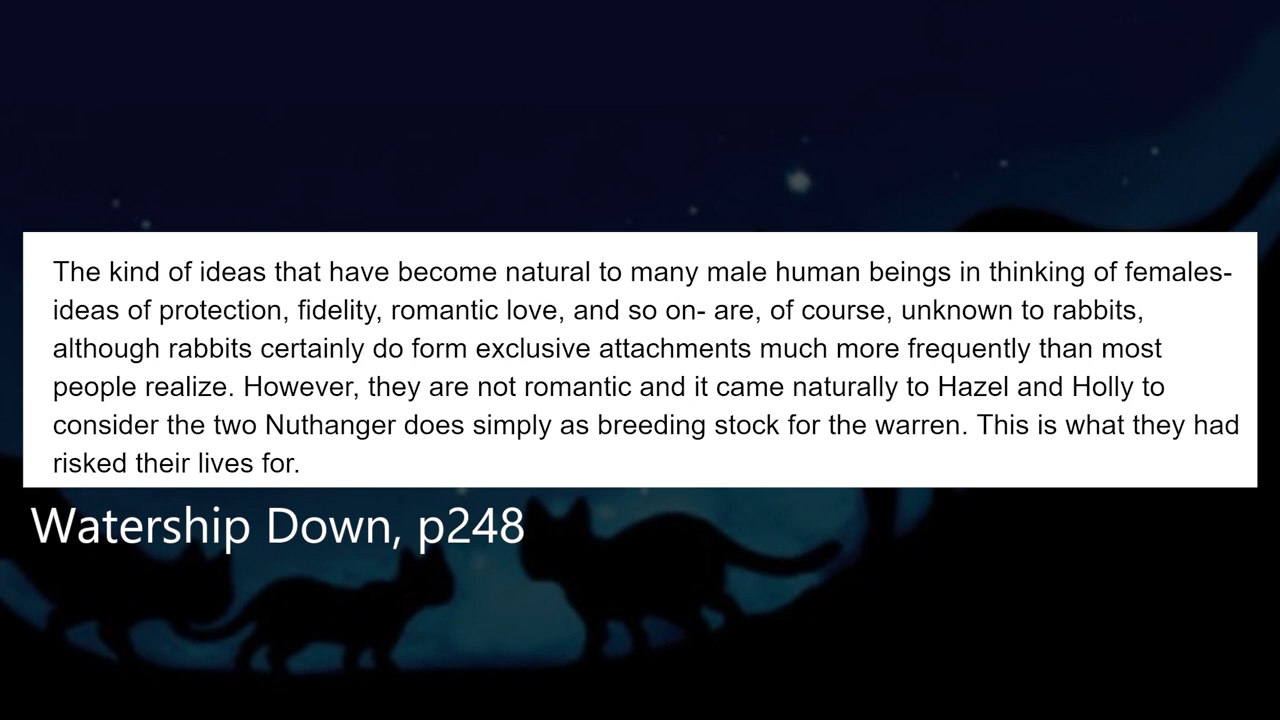 The kind of ideas that have become natural to many male human beings in thinking of females-
ideas of protection, fidelity, romantic love, and so on- are, of course, unknown to rabbits,
although rabbits certainly do form exclusive attachments much more frequently than most
people realize. However, they are not romantic and it came naturally to Hazel and Holly to
consider the two Nuthanger does simply as breeding stock for the warren. This is what they had
risked their lives for.
Watership Down, p248